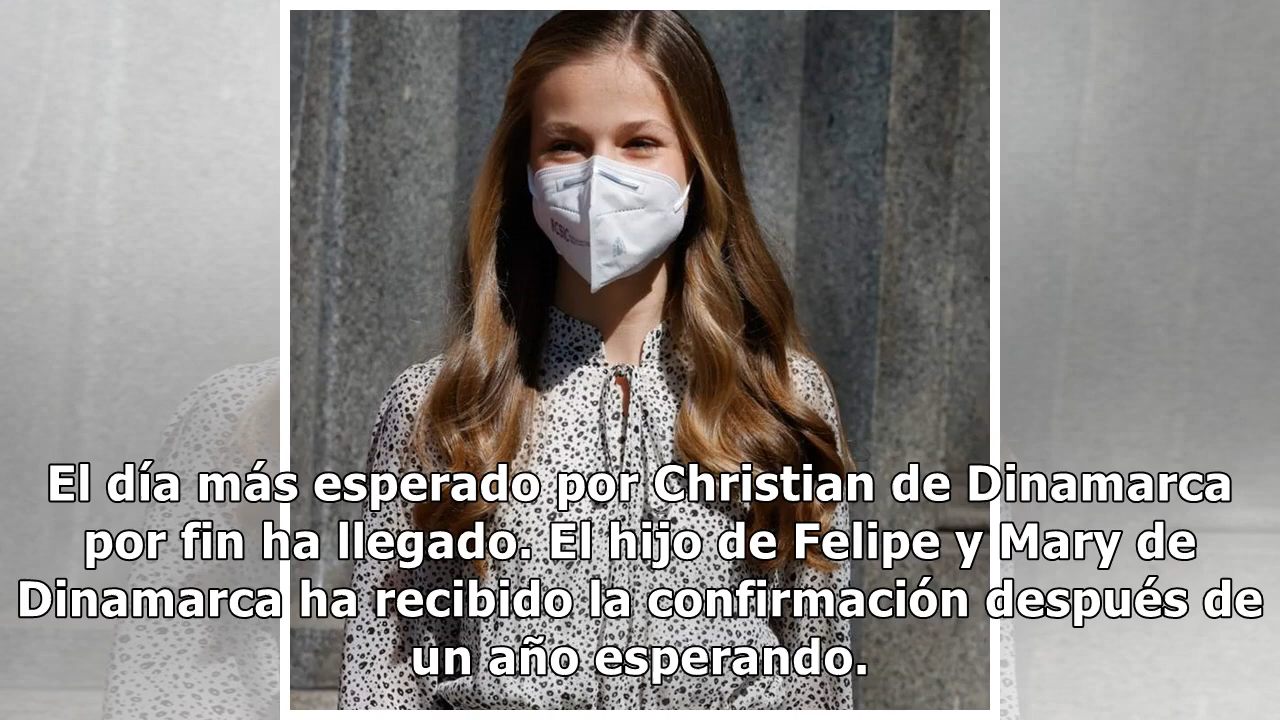 CSIC
El día más esperado por Christian de Dinamarca
por fin ha llegado. El hijo de Felipe y Mary de
Dinamarca ha recibido la confirmación después de
un año esperando.